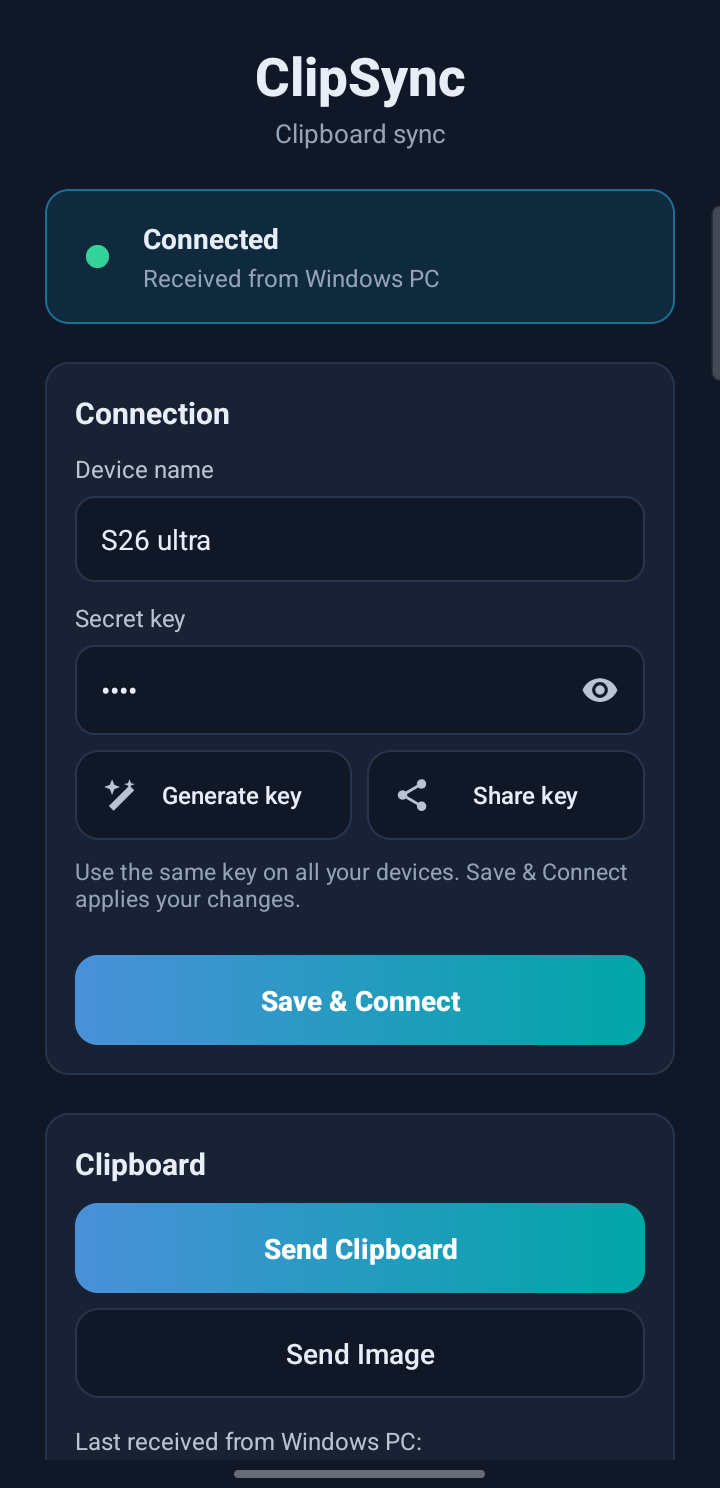 ClipSync
Clipboard sync
Connected
Received from Windows PC
Connection
Device name
S26 ultra
Secret key
••••
Generate key
Share key
Use the same key on all your devices. Save & Connect
applies your changes.
Save & Connect
Clipboard
Send Clipboard
Send Image
Last received from Windows PC: